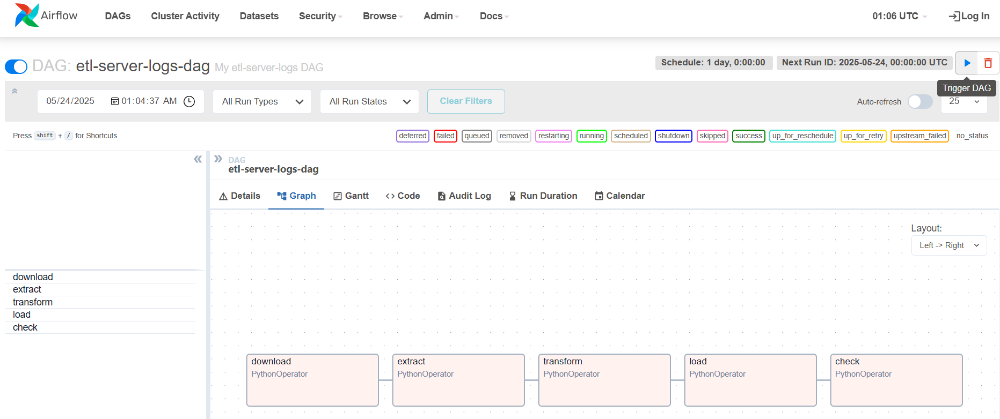 Airflow DAGs Cluster Activity Datasets Security Browse Admin Docs 01:06 UTC Log In
DAG: etl-server-logs-dag My etl-server-logs DAG Schedule: 1 day, 0:00:00 Next Run ID: 2025-05-24, 00:00:00 UTC
Trigger DAG
05/24/2025 01:04:37 AM All Run Types All Run States Clear Filters Auto-refresh 25
Press shift + / for Shortcuts deferred failed queued removed restarting running scheduled shutdown skipped success up_for_reschedule up_for_retry upstream_failed no_status
DAG
etl-server-logs-dag
Details Graph Gantt Code Audit Log Run Duration Calendar
Layout:
Left -> Right
download
extract
transform
load
check
download extract transform load check
PythonOperator PythonOperator PythonOperator PythonOperator PythonOperator